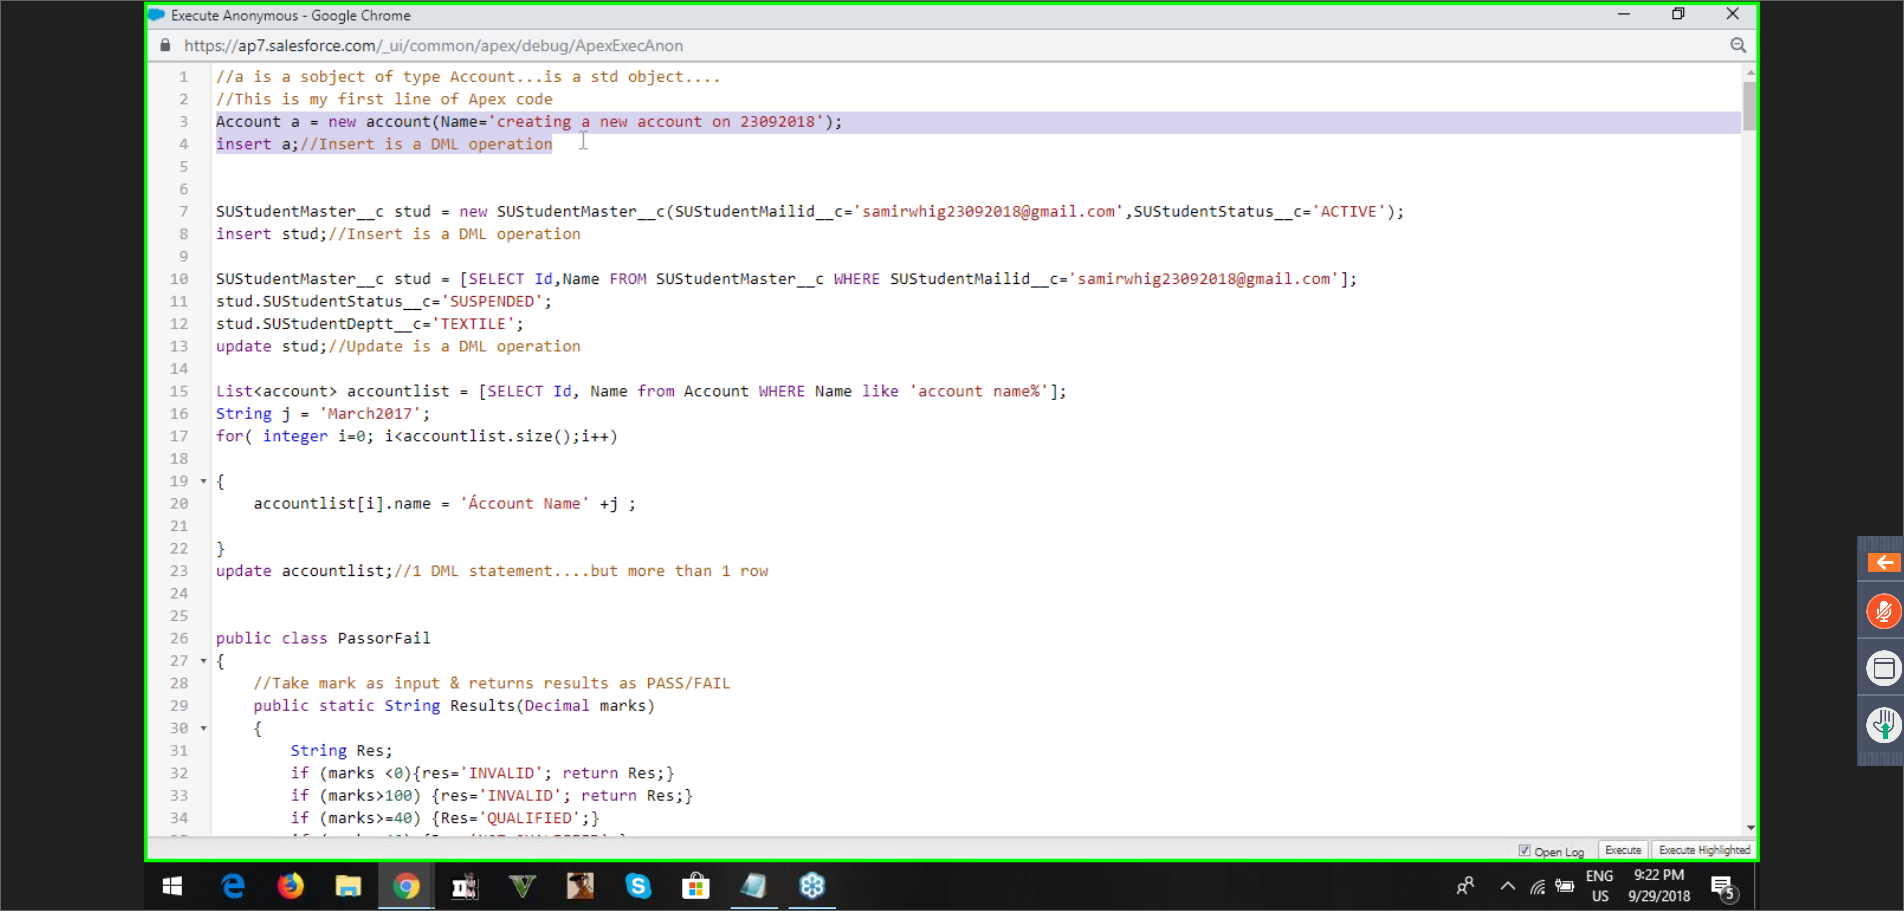 Execute Anonymous - Google Chrome
https://ap7.salesforce.com/_ui/common/apex/debug/ApexExecAnon
1 //a is a sobject of type Account...is a std object....
2 //This is my first line of Apex code
3 Account a = new account(Name='creating a new account on 23092018');
4 insert a;//Insert is a DML operation
5
6
7 SUStudentMaster__c stud = new SUStudentMaster__c(SUStudentMailid__c='samirwhig23092018@gmail.com',SUStudentStatus__c='ACTIVE');
8 insert stud;//Insert is a DML operation
9
10 SUStudentMaster__c stud = [SELECT Id,Name FROM SUStudentMaster__c WHERE SUStudentMailid__c='samirwhig23092018@gmail.com'];
11 stud.SUStudentStatus__c='SUSPENDED';
12 stud.SUStudentDeptt__c='TEXTILE';
13 update stud;//Update is a DML operation
14
15 List<account> accountlist = [SELECT Id, Name from Account WHERE Name like 'account name%'];
16 String j = 'March2017';
17 for( integer i=0; i<accountlist.size();i++)
18
19 {
20 accountlist[i].name = 'Áccount Name' +j ;
21
22 }
23 update accountlist;//1 DML statement....but more than 1 row
24
25
26 public class PassorFail
27 {
28 //Take mark as input & returns results as PASS/FAIL
29 public static String Results(Decimal marks)
30 {
31 String Res;
32 if (marks <0){res='INVALID'; return Res;}
33 if (marks>100) {res='INVALID'; return Res;}
34 if (marks>=40) {Res='QUALIFIED';}
Open Log Execute Execute Highlighted
ENG 9:22 PM
US 9/29/2018 5